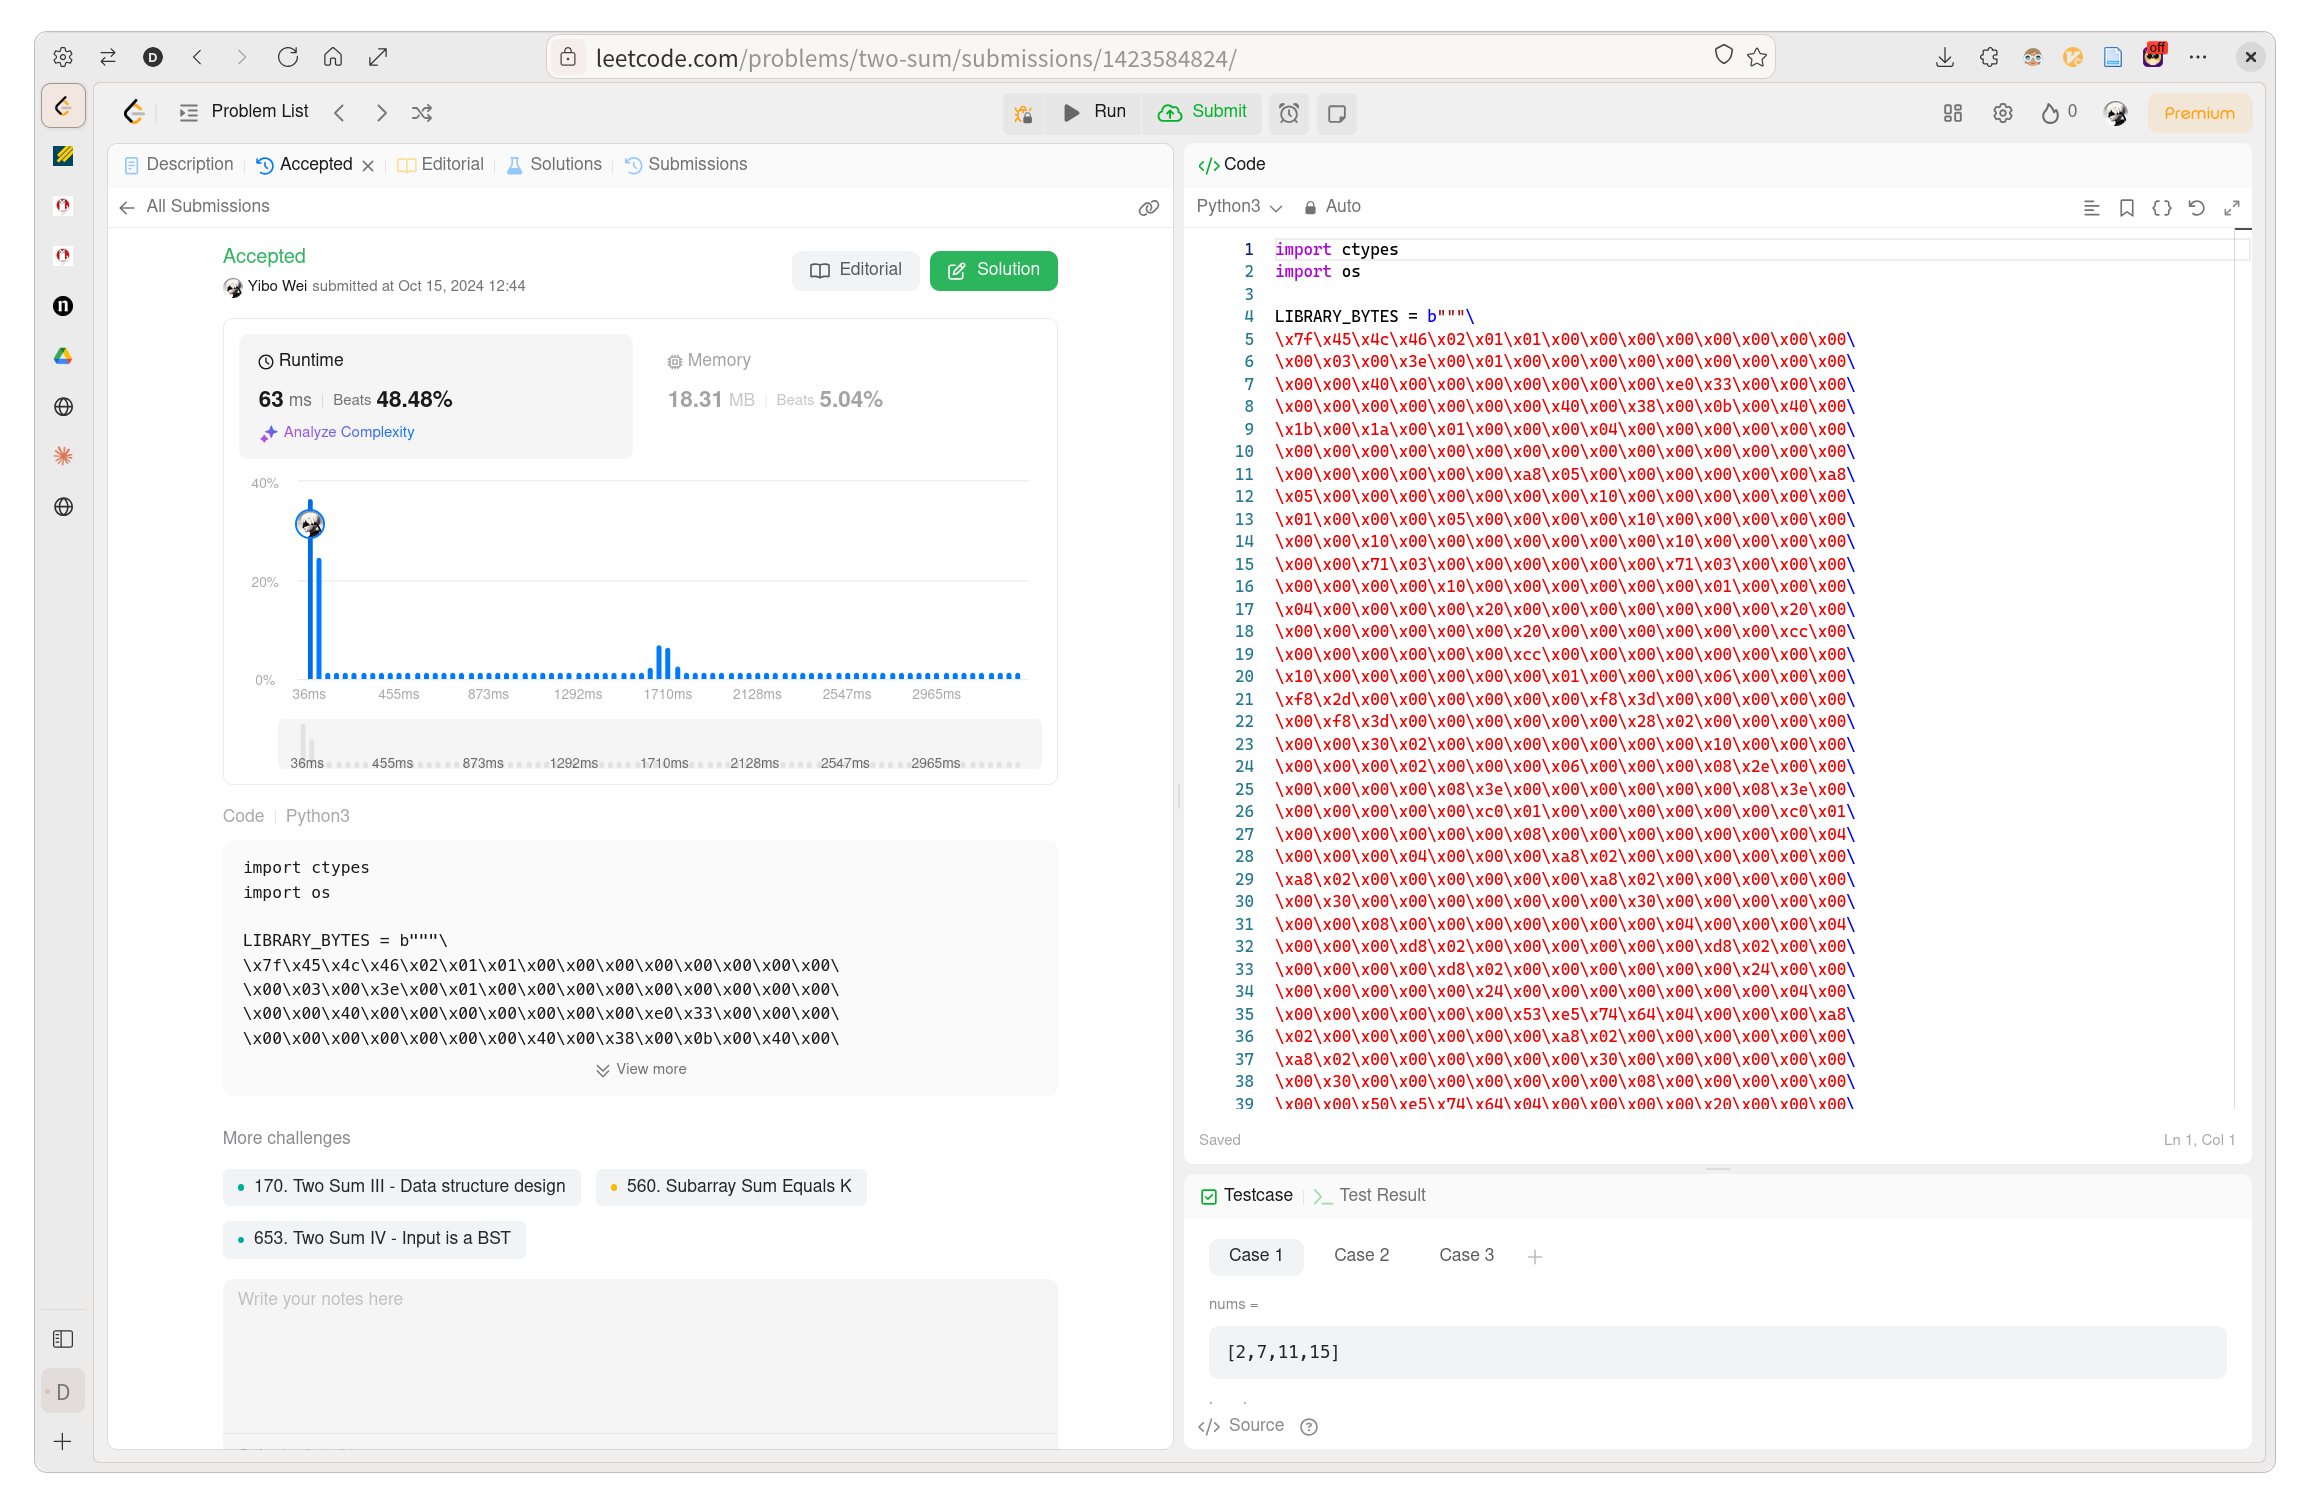 leetcode.com/problems/two-sum/submissions/1423584824/
off
D
Problem List
Run
Submit
0
Premium
Description
Accepted
Editorial
Solutions
Submissions
All Submissions
Accepted
Yibo Wei submitted at Oct 15, 2024 12:44
Editorial
Solution
Runtime
63 ms
Beats 48.48%
Analyze Complexity
Memory
18.31 MB
Beats 5.04%
40%
20%
0%
36ms 455ms 873ms 1292ms 1710ms 2128ms 2547ms 2965ms
36ms 455ms 873ms 1292ms 1710ms 2128ms 2547ms 2965ms
Code
Python3
import ctypes
import os
LIBRARY_BYTES = b"""\
\x7f\x45\x4c\x46\x02\x01\x01\x00\x00\x00\x00\x00\x00\x00\x00\
\x00\x03\x00\x3e\x00\x01\x00\x00\x00\x00\x00\x00\x00\x00\x00\
\x00\x00\x40\x00\x00\x00\x00\x00\x00\x00\xe0\x33\x00\x00\x00\
\x00\x00\x00\x00\x00\x00\x00\x40\x00\x38\x00\x0b\x00\x40\x00\
View more
More challenges
170. Two Sum III - Data structure design
560. Subarray Sum Equals K
653. Two Sum IV - Input is a BST
Write your notes here
Code
Python3
Auto
1 import ctypes
2 import os
3
4 LIBRARY_BYTES = b"""\
5 \x7f\x45\x4c\x46\x02\x01\x01\x00\x00\x00\x00\x00\x00\x00\x00\
6 \x00\x03\x00\x3e\x00\x01\x00\x00\x00\x00\x00\x00\x00\x00\x00\
7 \x00\x00\x40\x00\x00\x00\x00\x00\x00\x00\xe0\x33\x00\x00\x00\
8 \x00\x00\x00\x00\x00\x00\x00\x40\x00\x38\x00\x0b\x00\x40\x00\
9 \x1b\x00\x1a\x00\x01\x00\x00\x00\x04\x00\x00\x00\x00\x00\x00\
10 \x00\x00\x00\x00\x00\x00\x00\x00\x00\x00\x00\x00\x00\x00\x00\
11 \x00\x00\x00\x00\x00\x00\xa8\x05\x00\x00\x00\x00\x00\x00\xa8\
12 \x05\x00\x00\x00\x00\x00\x00\x00\x10\x00\x00\x00\x00\x00\x00\
13 \x01\x00\x00\x00\x05\x00\x00\x00\x00\x10\x00\x00\x00\x00\x00\
14 \x00\x00\x10\x00\x00\x00\x00\x00\x00\x00\x10\x00\x00\x00\x00\
15 \x00\x00\x71\x03\x00\x00\x00\x00\x00\x00\x71\x03\x00\x00\x00\
16 \x00\x00\x00\x00\x10\x00\x00\x00\x00\x00\x00\x01\x00\x00\x00\
17 \x04\x00\x00\x00\x00\x20\x00\x00\x00\x00\x00\x00\x00\x20\x00\
18 \x00\x00\x00\x00\x00\x00\x20\x00\x00\x00\x00\x00\x00\xcc\x00\
19 \x00\x00\x00\x00\x00\x00\xcc\x00\x00\x00\x00\x00\x00\x00\x00\
20 \x10\x00\x00\x00\x00\x00\x00\x01\x00\x00\x00\x06\x00\x00\x00\
21 \xf8\x2d\x00\x00\x00\x00\x00\x00\xf8\x3d\x00\x00\x00\x00\x00\
22 \x00\xf8\x3d\x00\x00\x00\x00\x00\x00\x28\x02\x00\x00\x00\x00\
23 \x00\x00\x30\x02\x00\x00\x00\x00\x00\x00\x00\x10\x00\x00\x00\
24 \x00\x00\x00\x00\x02\x00\x00\x00\x06\x00\x00\x00\x08\x2e\x00\x00\
25 \x00\x00\x00\x00\x08\x3e\x00\x00\x00\x00\x00\x00\x08\x3e\x00\
26 \x00\x00\x00\x00\x00\xc0\x01\x00\x00\x00\x00\x00\x00\xc0\x01\
27 \x00\x00\x00\x00\x00\x00\x08\x00\x00\x00\x00\x00\x00\x00\x04\
28 \x00\x00\x00\x04\x00\x00\x00\xa8\x02\x00\x00\x00\x00\x00\x00\
29 \xa8\x02\x00\x00\x00\x00\x00\x00\xa8\x02\x00\x00\x00\x00\x00\
30 \x00\x30\x00\x00\x00\x00\x00\x00\x00\x30\x00\x00\x00\x00\x00\
31 \x00\x00\x08\x00\x00\x00\x00\x00\x00\x00\x04\x00\x00\x00\x04\
32 \x00\x00\x00\xd8\x02\x00\x00\x00\x00\x00\x00\xd8\x02\x00\x00\
33 \x00\x00\x00\x00\xd8\x02\x00\x00\x00\x00\x00\x00\x24\x00\x00\
34 \x00\x00\x00\x00\x00\x24\x00\x00\x00\x00\x00\x00\x00\x04\x00\
35 \x00\x00\x00\x00\x00\x00\x53\xe5\x74\x64\x04\x00\x00\x00\xa8\
36 \x02\x00\x00\x00\x00\x00\x00\xa8\x02\x00\x00\x00\x00\x00\x00\
37 \xa8\x02\x00\x00\x00\x00\x00\x00\x30\x00\x00\x00\x00\x00\x00\
38 \x00\x30\x00\x00\x00\x00\x00\x00\x00\x08\x00\x00\x00\x00\x00\
39 \x00\x00\x50\xe5\x74\x64\x04\x00\x00\x00\x00\x20\x00\x00\x00\
Saved
Ln 1, Col 1
Testcase
Test Result
Case 1
Case 2
Case 3
nums =
[2,7,11,15]
Source
D